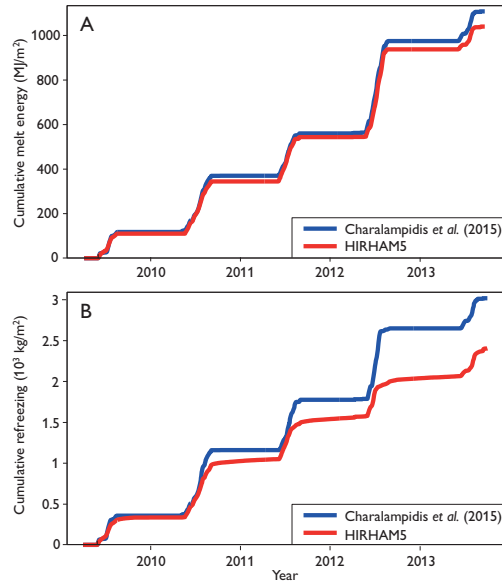 A
Cumulative melt energy (MJ/m²)
1000
800
600
400
200
0
2010 2011 2012 2013
Charalampidis et al. (2015)
HIRHAM5
B
Cumulative refreezing (10³ kg/m²)
3
2.5
2
1.5
1
0.5
0
2010 2011 2012 2013
Charalampidis et al. (2015)
HIRHAM5
Year